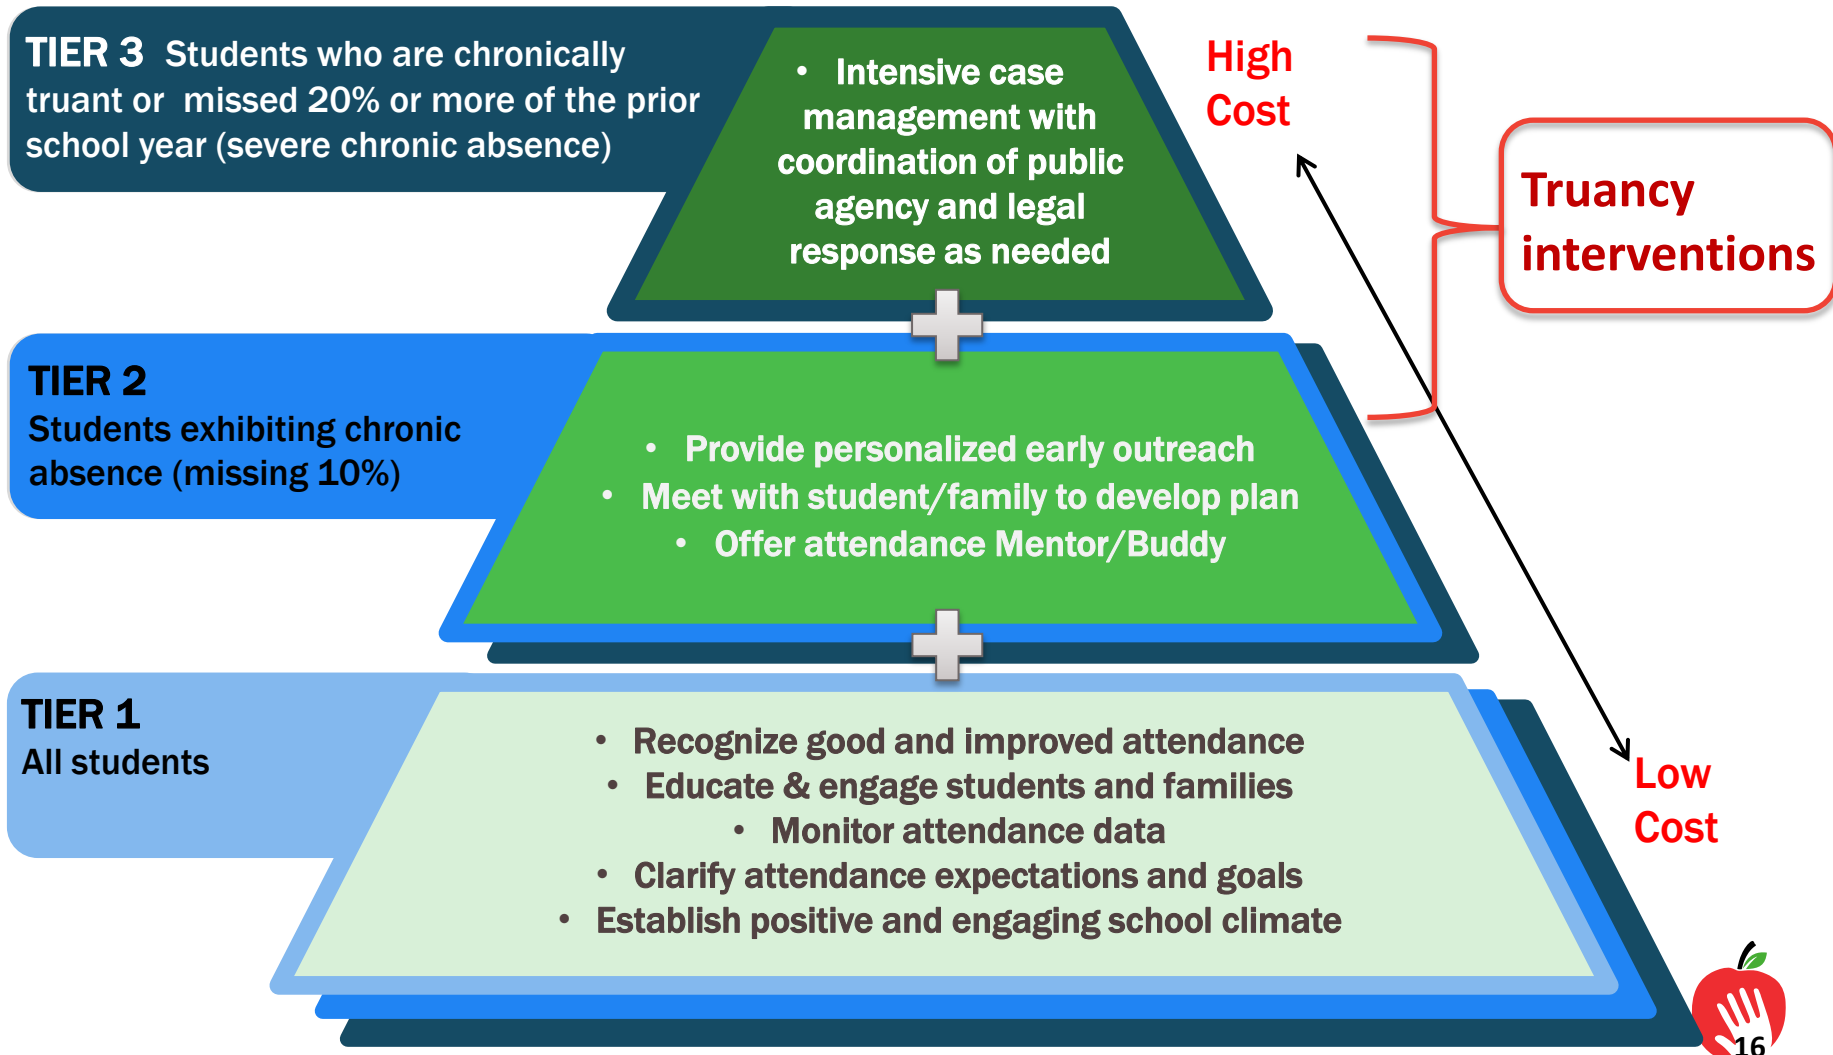 TIER 3 Students who are chronically
truant or missed 20% or more of the prior
school year (severe chronic absence)
• Intensive case
management with
coordination of public
agency and legal
response as needed
High
Cost
Truancy
interventions
TIER 2
Students exhibiting chronic
absence (missing 10%)
• Provide personalized early outreach
• Meet with student/family to develop plan
• Offer attendance Mentor/Buddy
TIER 1
All students
• Recognize good and improved attendance
• Educate & engage students and families
• Monitor attendance data
• Clarify attendance expectations and goals
• Establish positive and engaging school climate
Low
Cost
16